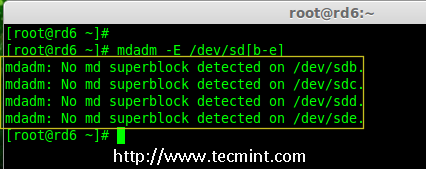 root@rd6:~
[root@rd6 ~]#
[root@rd6 ~]# mdadm -E /dev/sd[b-e]
mdadm: No md superblock detected on /dev/sdb.
mdadm: No md superblock detected on /dev/sdc.
mdadm: No md superblock detected on /dev/sdd.
mdadm: No md superblock detected on /dev/sde.
[root@rd6 ~]#
http://www.tecmint.com